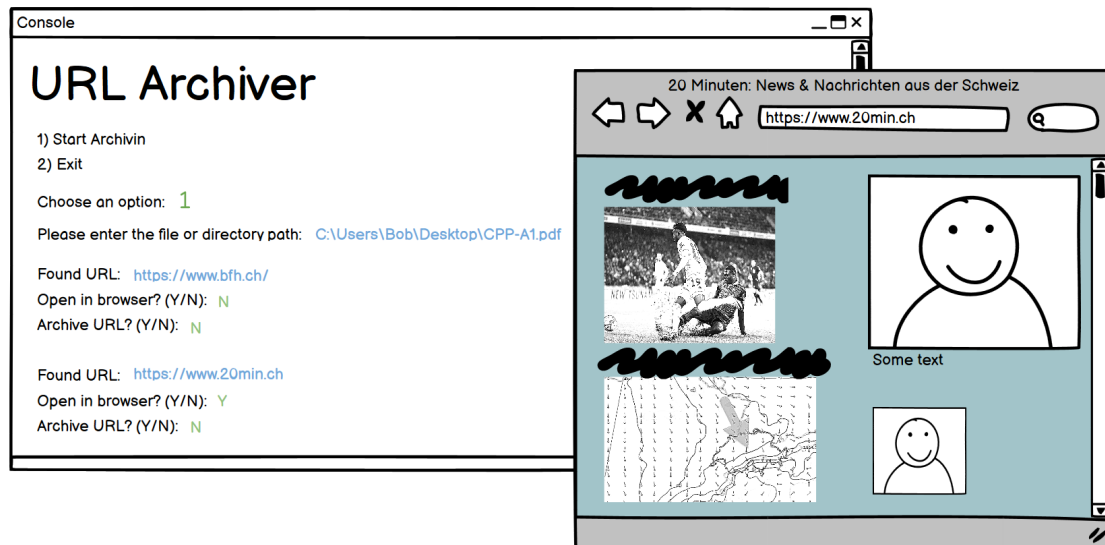 Console
URL Archiver
1) Start Archivin
2) Exit
Choose an option: 1
Please enter the file or directory path: C:\Users\Bob\Desktop\CPP-A1.pdf
Found URL: https://www.bfh.ch/
Open in browser? (Y/N): N
Archive URL? (Y/N): N
Found URL: https://www.20min.ch
Open in browser? (Y/N): Y
Archive URL? (Y/N): N
20 Minuten: News & Nachrichten aus der Schweiz
https://www.20min.ch
Some text